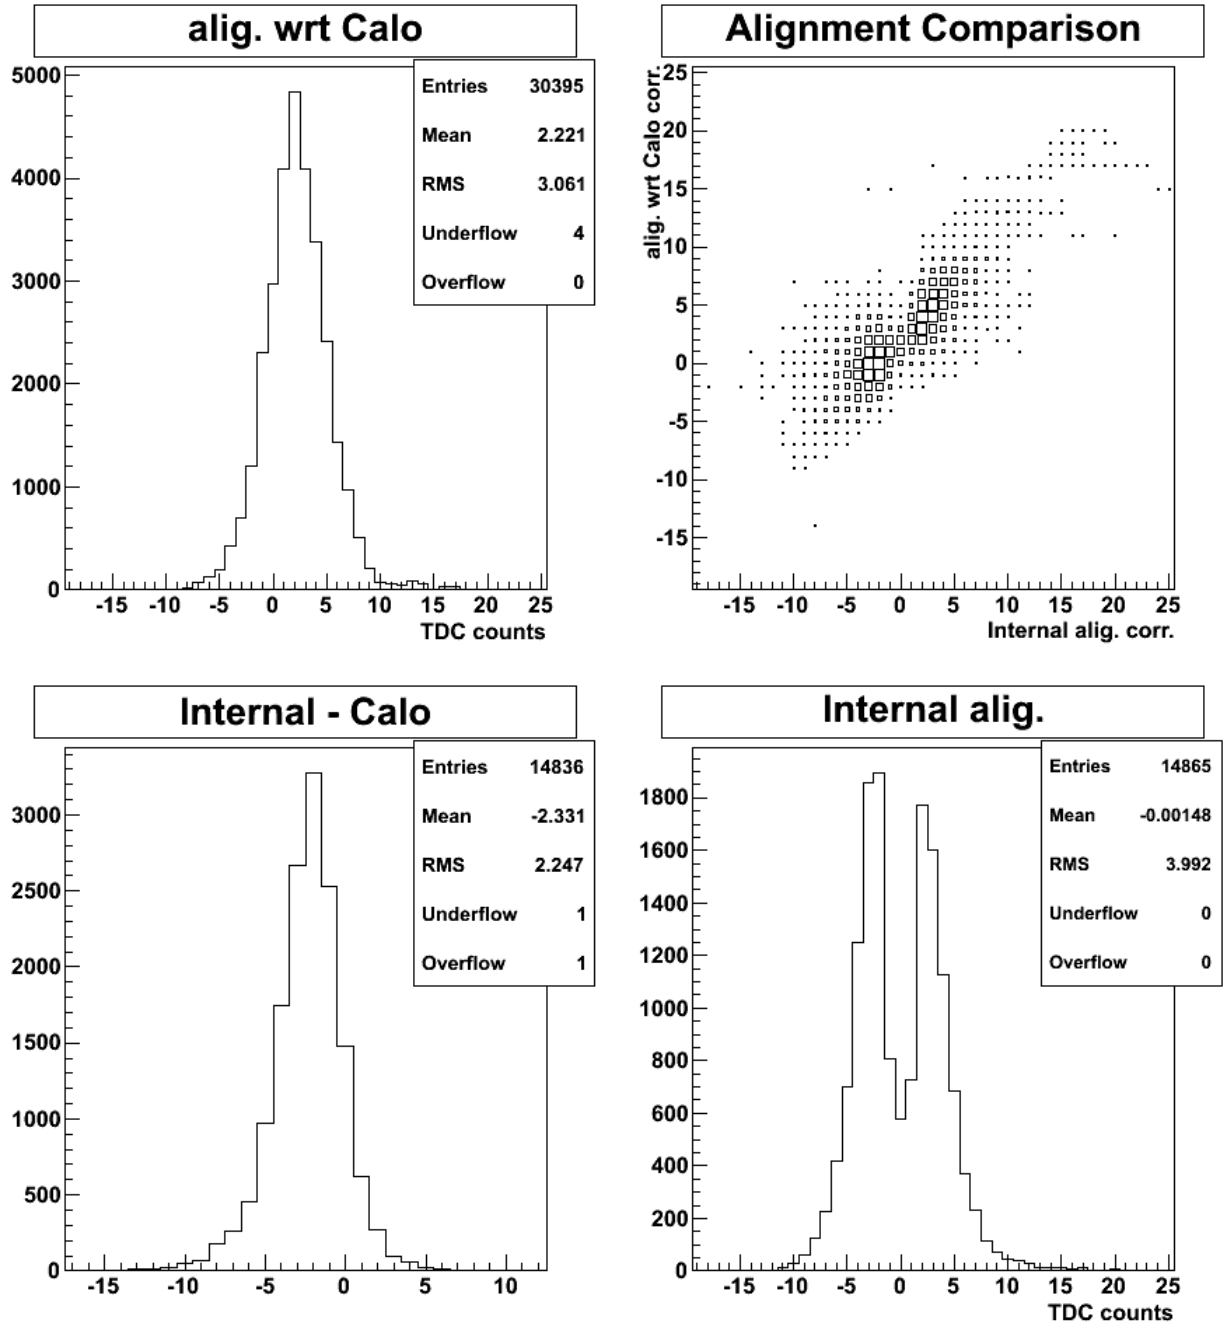 alig. wrt Calo
5000
4000
3000
2000
1000
0
Entries 30395
Mean 2.221
RMS 3.061
Underflow 4
Overflow 0
-15 -10 -5 0 5 10 15 20 25
TDC counts
Alignment Comparison
alig. wrt Calo corr.
25
20
15
10
5
0
-5
-10
-15
-15 -10 -5 0 5 10 15 20 25
Internal alig. corr.
Internal - Calo
3000
2500
2000
1500
1000
500
0
Entries 14836
Mean -2.331
RMS 2.247
Underflow 1
Overflow 1
-15 -10 -5 0 5 10
Internal alig.
1800
1600
1400
1200
1000
800
600
400
200
0
Entries 14865
Mean -0.00148
RMS 3.992
Underflow 0
Overflow 0
-15 -10 -5 0 5 10 15 20 25
TDC counts